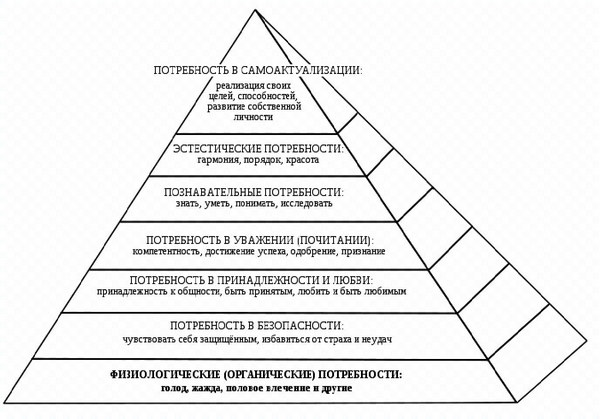 ПОТРЕБНОСТЬ В САМОАКТУАЛИЗАЦИИ:
реализация своих
целей, способностей,
развитие собственной
личности
ЭСТЕСТИЧЕСКИЕ ПОТРЕБНОСТИ:
гармония, порядок, красота
ПОЗНАВАТЕЛЬНЫЕ ПОТРЕБНОСТИ:
знать, уметь, понимать, исследовать
ПОТРЕБНОСТЬ В УВАЖЕНИИ (ПОЧИТАНИИ):
компетентность, достижение успеха, одобрение, признание
ПОТРЕБНОСТЬ В ПРИНАДЛЕЖНОСТИ И ЛЮБВИ:
принадлежность к общности, быть принятым, любить и быть любимым
ПОТРЕБНОСТЬ В БЕЗОПАСНОСТИ:
чувствовать себя защищённым, избавиться от страха и неудач
ФИЗИОЛОГИЧЕСКИЕ (ОРГАНИЧЕСКИЕ) ПОТРЕБНОСТИ:
голод, жажда, половое влечение и другие